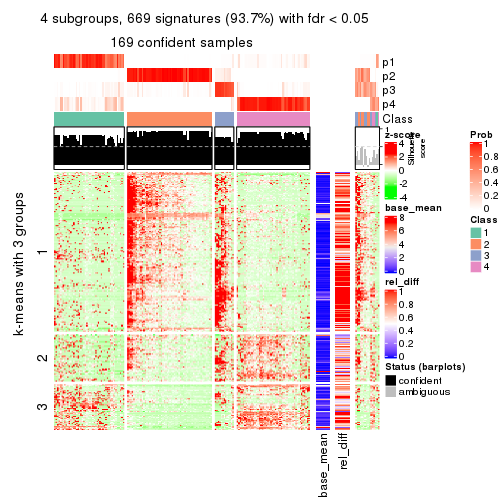 4 subgroups, 669 signatures (93.7%) with fdr < 0.05
169 confident samples
p1
p2
p3
p4
Class
1
Silhouette
score
k-means with 3 groups
1
2
3
base_mean
rel_diff
z-score
4
2
0
-2
-4
base_mean
8
6
4
2
0
rel_diff
1
0.8
0.6
0.4
0.2
0
Status (barplots)
confident
ambiguous
Prob
1
0.8
0.6
0.4
0.2
0
Class
1
2
3
4